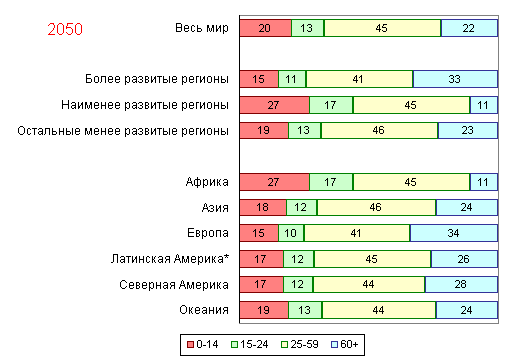 2050
Весь мир 20 13 45 22
Более развитые регионы 15 11 41 33
Наименее развитые регионы 27 17 45 11
Остальные менее развитые регионы 19 13 46 23
Африка 27 17 45 11
Азия 18 12 46 24
Европа 15 10 41 34
Латинская Америка* 17 12 45 26
Северная Америка 17 12 44 28
Океания 19 13 44 24
0-14 15-24 25-59 60+